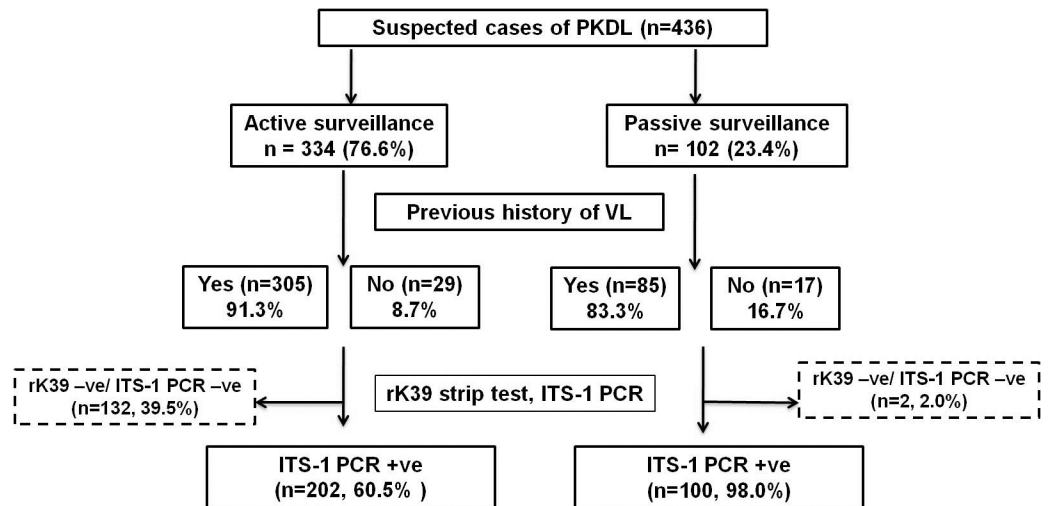 Suspected cases of PKDL (n=436)
Active surveillance
n = 334 (76.6%)
Passive surveillance
n= 102 (23.4%)
Previous history of VL
Yes (n=305)
91.3%
No (n=29)
8.7%
Yes (n=85)
83.3%
No (n=17)
16.7%
rK39 –ve/ ITS-1 PCR –ve
(n=132, 39.5%)
rK39 strip test, ITS-1 PCR
rK39 –ve/ ITS-1 PCR –ve
(n=2, 2.0%)
ITS-1 PCR +ve
(n=202, 60.5% )
ITS-1 PCR +ve
(n=100, 98.0%)